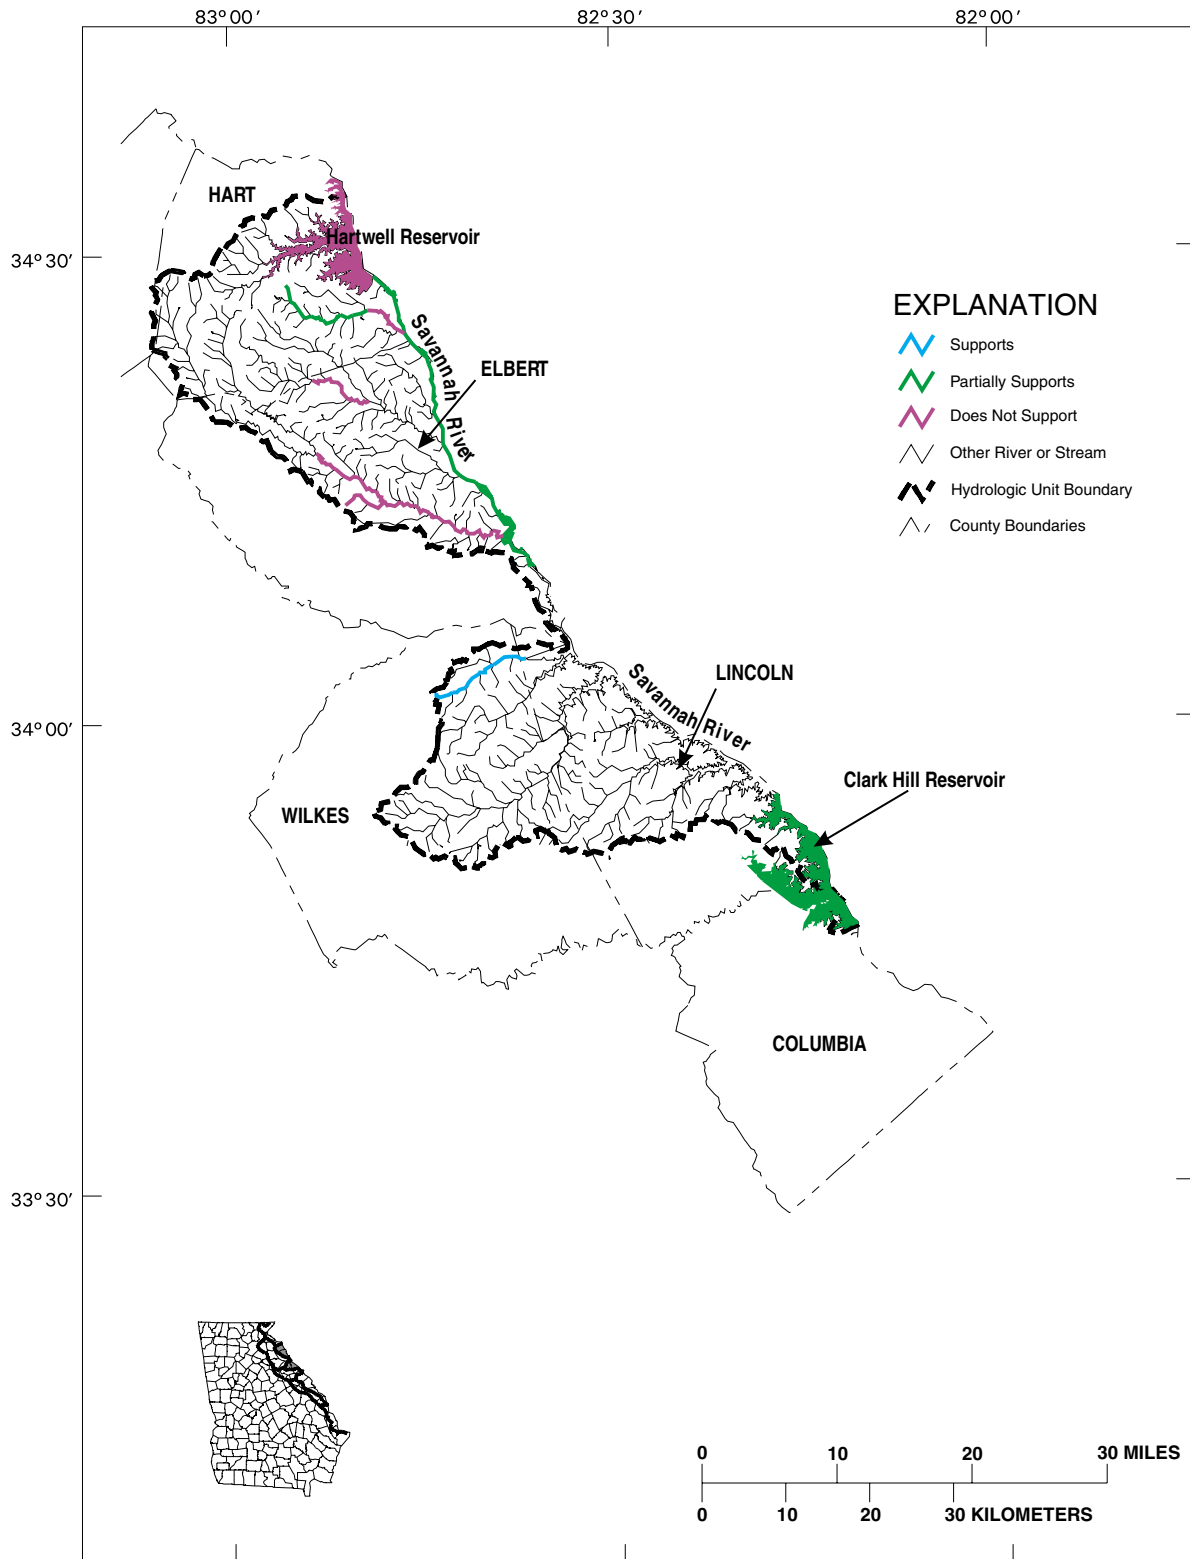 83°00′
82°30′
82°00′
HART
Hartwell Reservoir
34°30′
EXPLANATION
Supports
Savannah River
ELBERT
Partially Supports
Does Not Support
Other River or Stream
Hydrologic Unit Boundary
County Boundaries
Savannah River
LINCOLN
34°00′
Clark Hill Reservoir
WILKES
COLUMBIA
33°30′
0 10 20 30 MILES
0 10 20 30 KILOMETERS